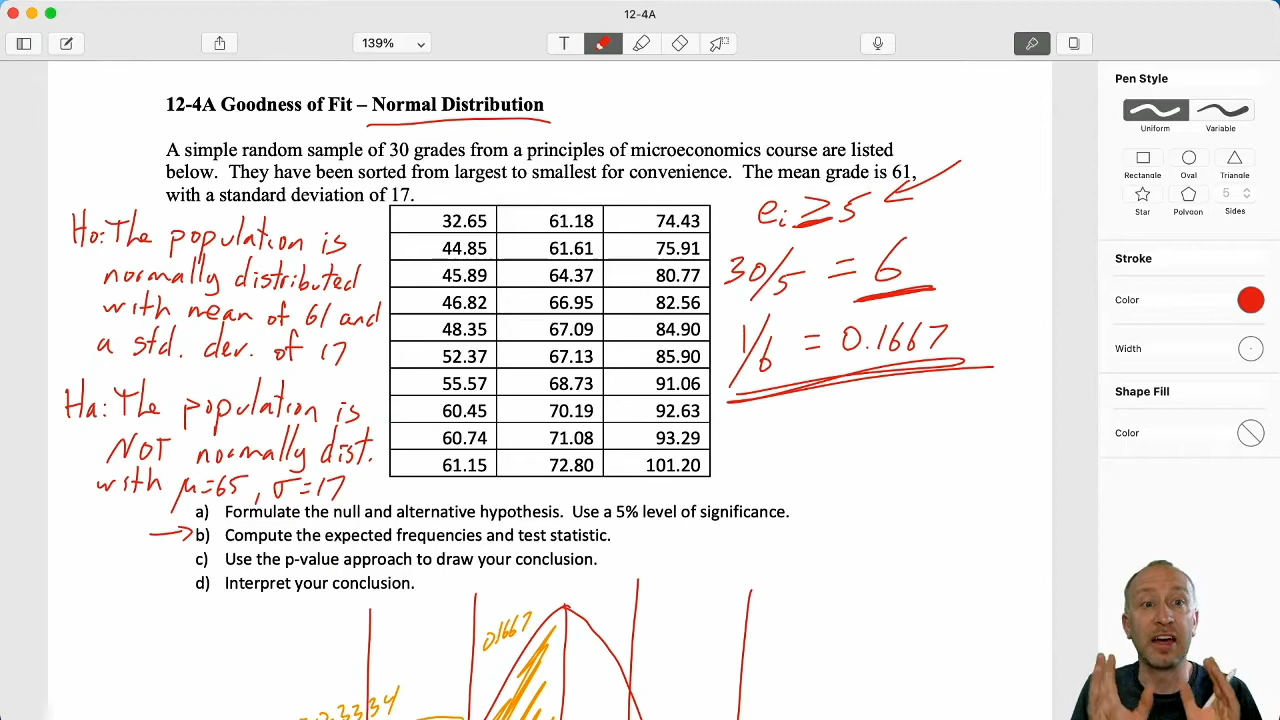 12-4A
139%
T
12-4A Goodness of Fit – Normal Distribution
A simple random sample of 30 grades from a principles of microeconomics course are listed
below. They have been sorted from largest to smallest for convenience. The mean grade is 61,
with a standard deviation of 17.
32.65 61.18 74.43
44.85 61.61 75.91
45.89 64.37 80.77
46.82 66.95 82.56
48.35 67.09 84.90
52.37 67.13 85.90
55.57 68.73 91.06
60.45 70.19 92.63
60.74 71.08 93.29
61.15 72.80 101.20
Ho: The population is
normally distributed
with mean of 61 and
a std. dev. of 17
Ha: The population is
NOT normally dist.
with μ=65, σ=17
ei ≥ 5
30/5 = 6
1/6 = 0.1667
a) Formulate the null and alternative hypothesis. Use a 5% level of significance.
b) Compute the expected frequencies and test statistic.
c) Use the p-value approach to draw your conclusion.
d) Interpret your conclusion.
0.1667
Pen Style
Uniform Variable
Rectangle Oval Triangle
Star Polygon 5 Sides
Stroke
Color
Width
Shape Fill
Color